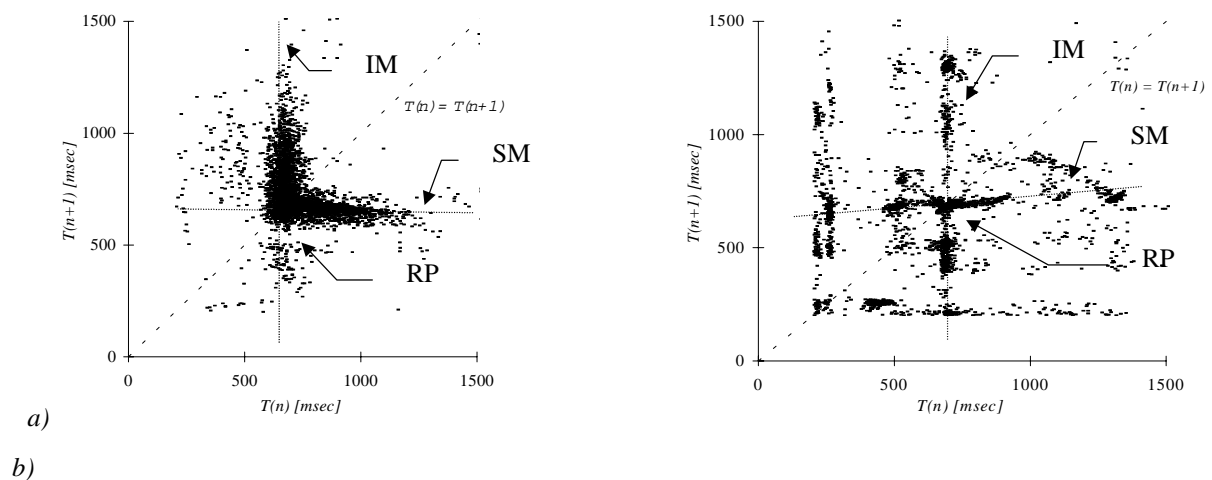 1500
IM
T(n) = T(n+1)
1000
SM
T(n+1) [msec]
500
RP
0
0
500
1000
1500
T(n) [msec]
1500
IM
T(n) = T(n+1)
1000
SM
T(n+1) [msec]
500
RP
0
0
500
1000
1500
T(n) [msec]
a)
b)